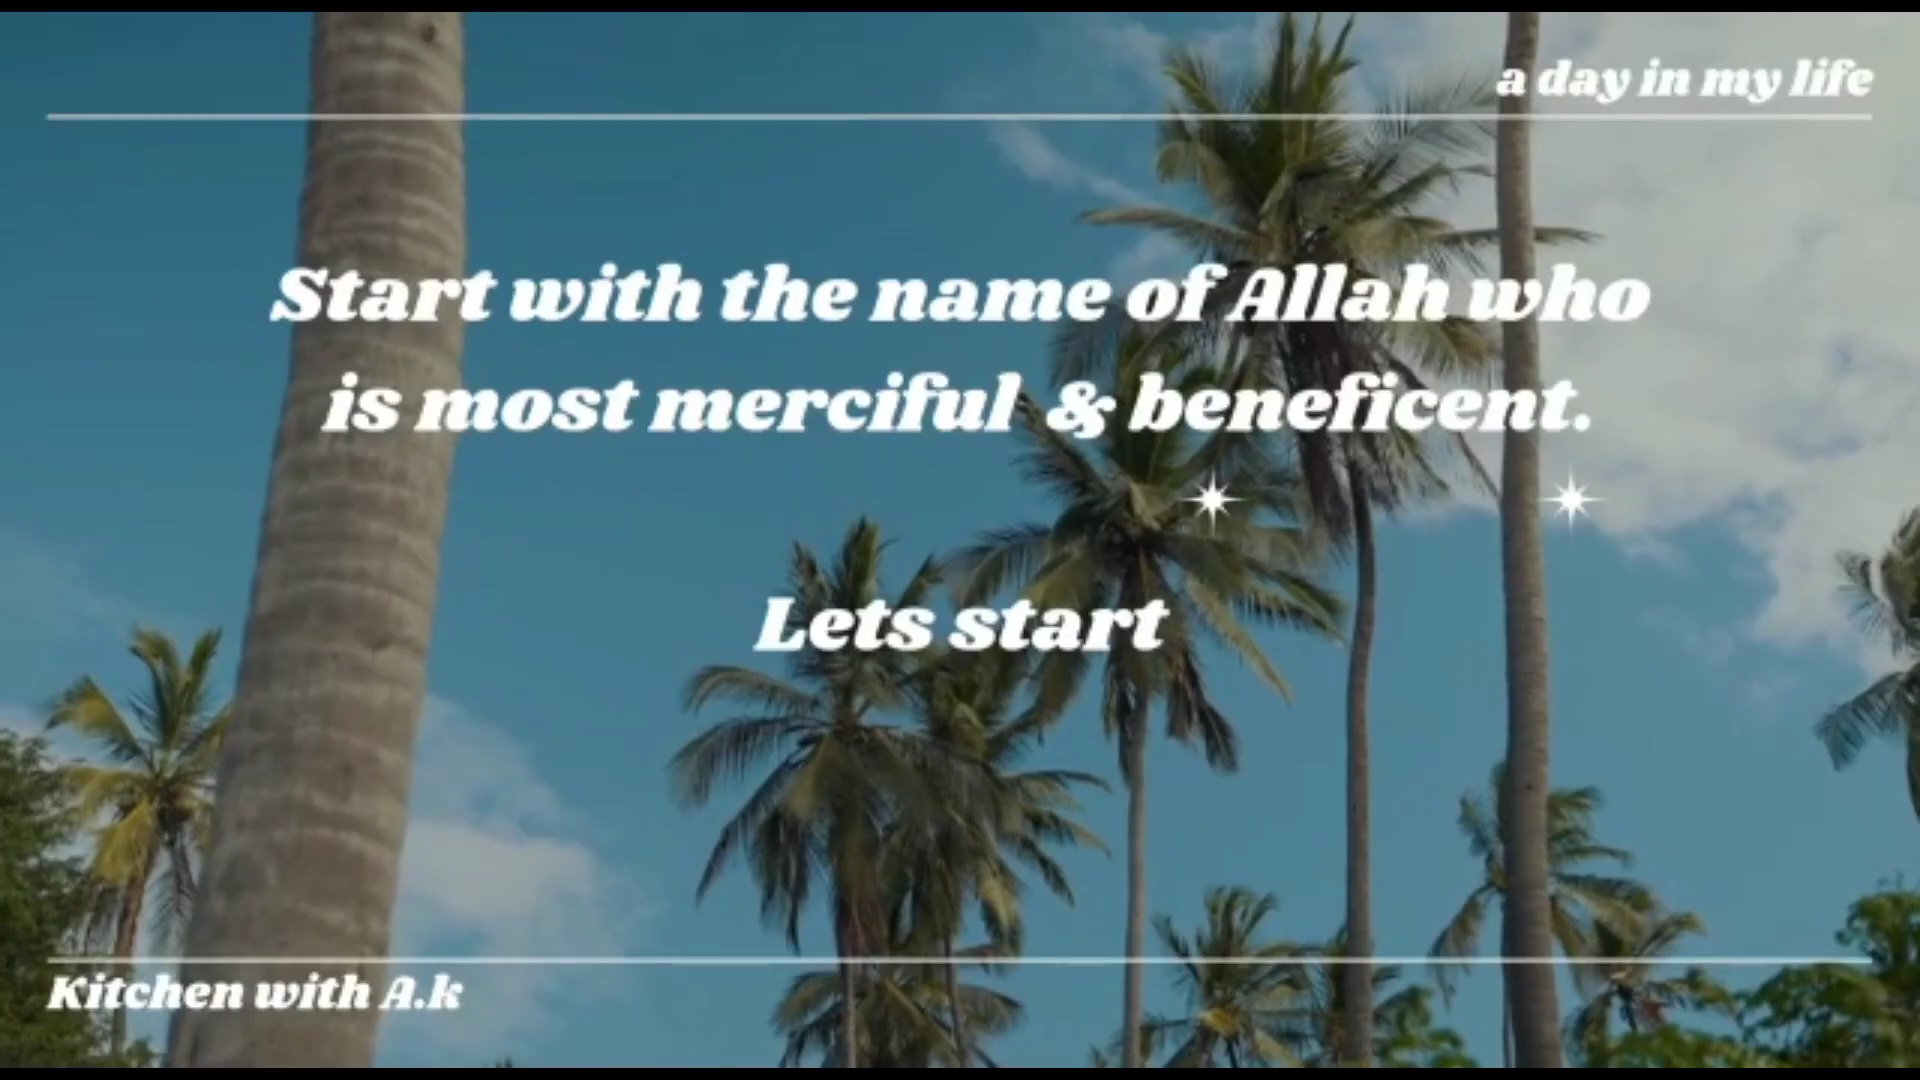 a day in my life
Start with the name of Allah who
is most merciful & beneficent.
Lets start
Kitchen with A.k